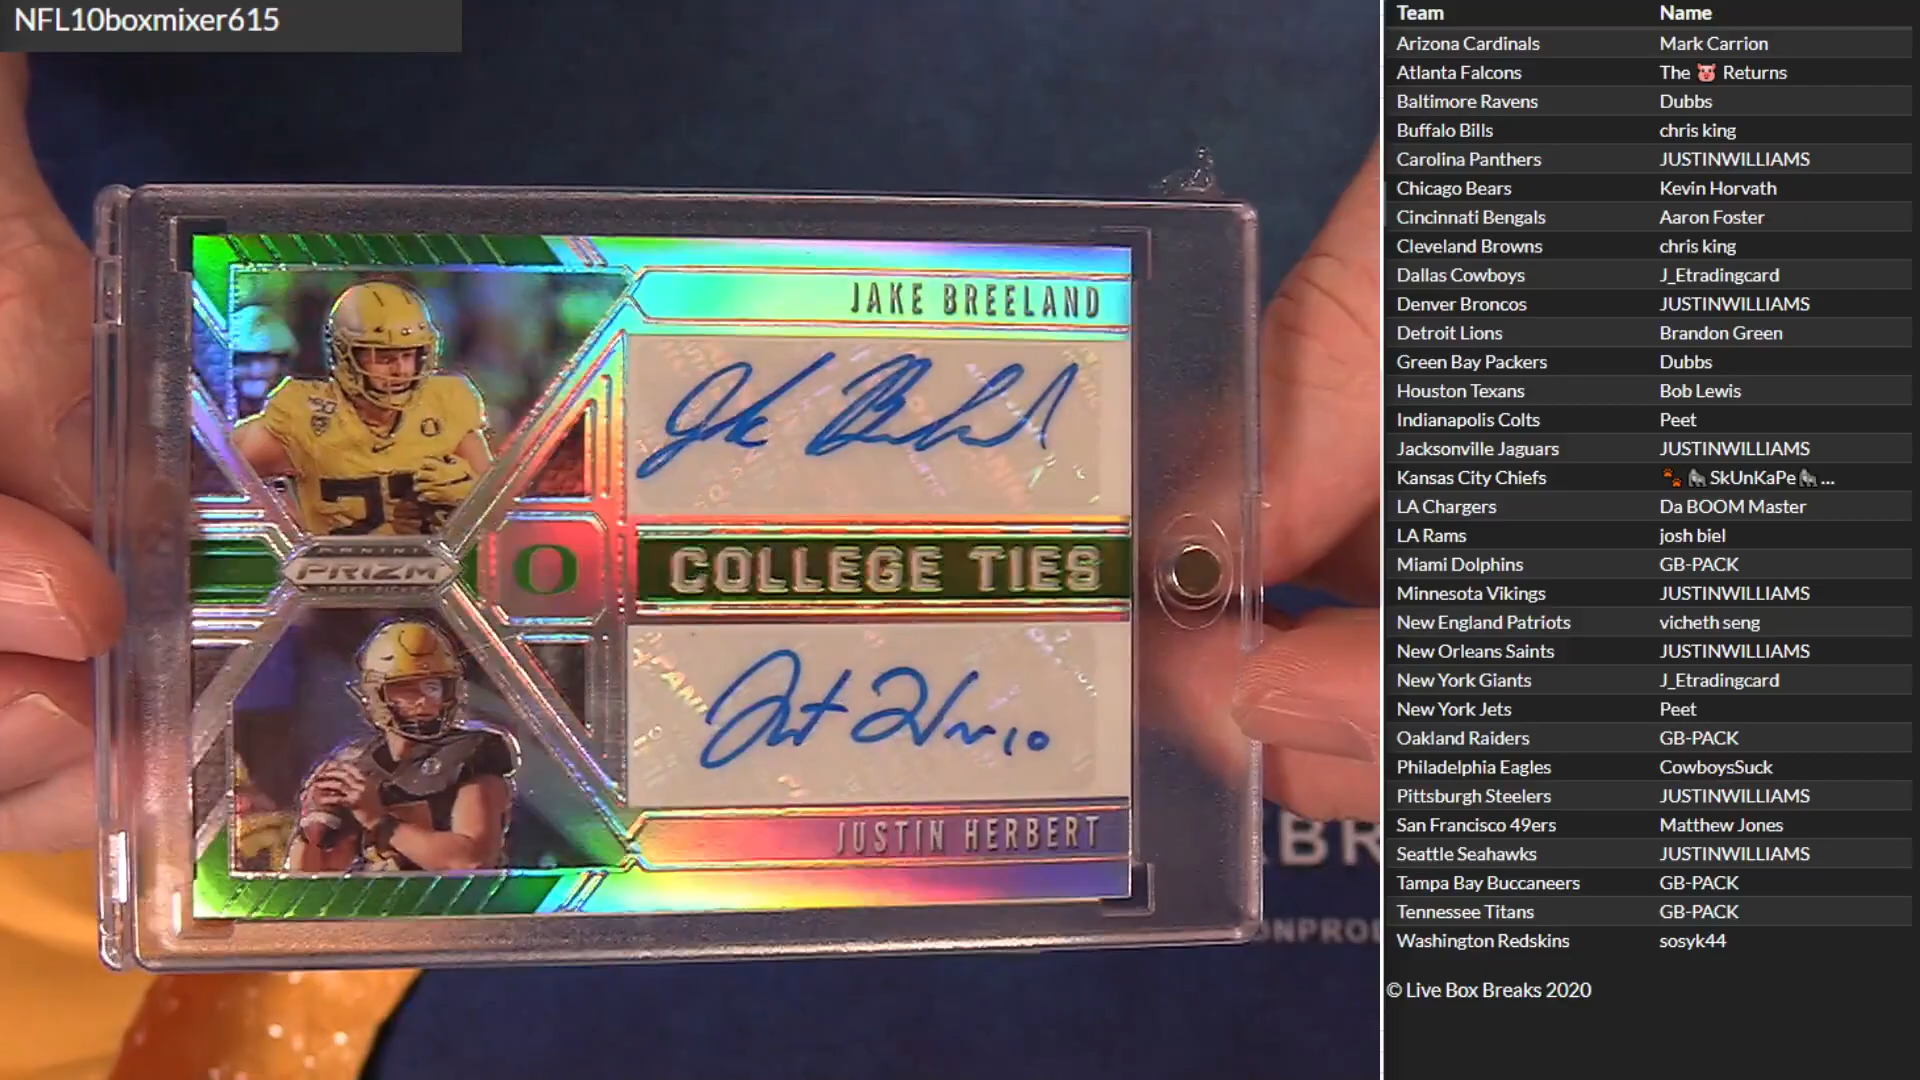 NFL10boxmixer615
JAKE BREELAND
PANINI
PRIZM
DRAFT PICKS
O
COLLEGE TIES
JUSTIN HERBERT
Team Name
Arizona Cardinals Mark Carrion
Atlanta Falcons The 🐷 Returns
Baltimore Ravens Dubbs
Buffalo Bills chris king
Carolina Panthers JUSTINWILLIAMS
Chicago Bears Kevin Horvath
Cincinnati Bengals Aaron Foster
Cleveland Browns chris king
Dallas Cowboys J_Etradingcard
Denver Broncos JUSTINWILLIAMS
Detroit Lions Brandon Green
Green Bay Packers Dubbs
Houston Texans Bob Lewis
Indianapolis Colts Peet
Jacksonville Jaguars JUSTINWILLIAMS
Kansas City Chiefs 🐾🦍SkUnKaPe🦍...
LA Chargers Da BOOM Master
LA Rams josh biel
Miami Dolphins GB-PACK
Minnesota Vikings JUSTINWILLIAMS
New England Patriots vicheth seng
New Orleans Saints JUSTINWILLIAMS
New York Giants J_Etradingcard
New York Jets Peet
Oakland Raiders GB-PACK
Philadelphia Eagles CowboysSuck
Pittsburgh Steelers JUSTINWILLIAMS
San Francisco 49ers Matthew Jones
Seattle Seahawks JUSTINWILLIAMS
Tampa Bay Buccaneers GB-PACK
Tennessee Titans GB-PACK
Washington Redskins sosyk44
© Live Box Breaks 2020